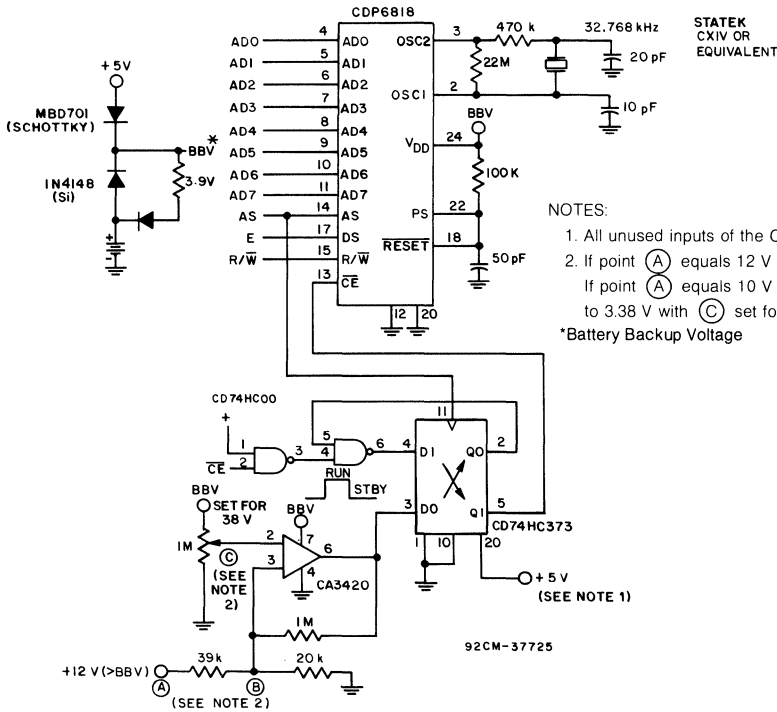 CDP6818
STATEK
CXIV OR
EQUIVALENT
32.768 kHz
470 k
22M
20 pF
10 pF
AD0 4 AD0 OSC2 3
AD1 5 AD1
AD2 6 AD2
AD3 7 AD3 OSC1 2
AD4 8 AD4
AD5 9 AD5 VDD 24
AD6 10 AD6
AD7 11 AD7
AS 14 AS PS 22
E 17 DS RESET 18
R/W 15 R/W
13 CE
12 20
BBV
100K
50pF
+5V
MBD701
(SCHOTTKY)
*
BBV
1N4148
(Si)
3.9V
+
-
NOTES:
1. All unused inputs of the C
2. If point A equals 12 V
If point A equals 10 V
to 3.38 V with C set fo
*Battery Backup Voltage
CD74HC00
+
1
CE 2
3
5
4
6
RUN
STBY
11
4 D1 Q0 2
3 D0 Q1 5
CD74HC373
1 10 20
+5 V
(SEE NOTE 1)
BBV
SET FOR
38 V
1M
C
(SEE
NOTE
2)
BBV
2 7
3 4
6
CA3420
1M
+12 V(>BBV)
A
39k
B
20k
(SEE NOTE 2)
92CM-37725